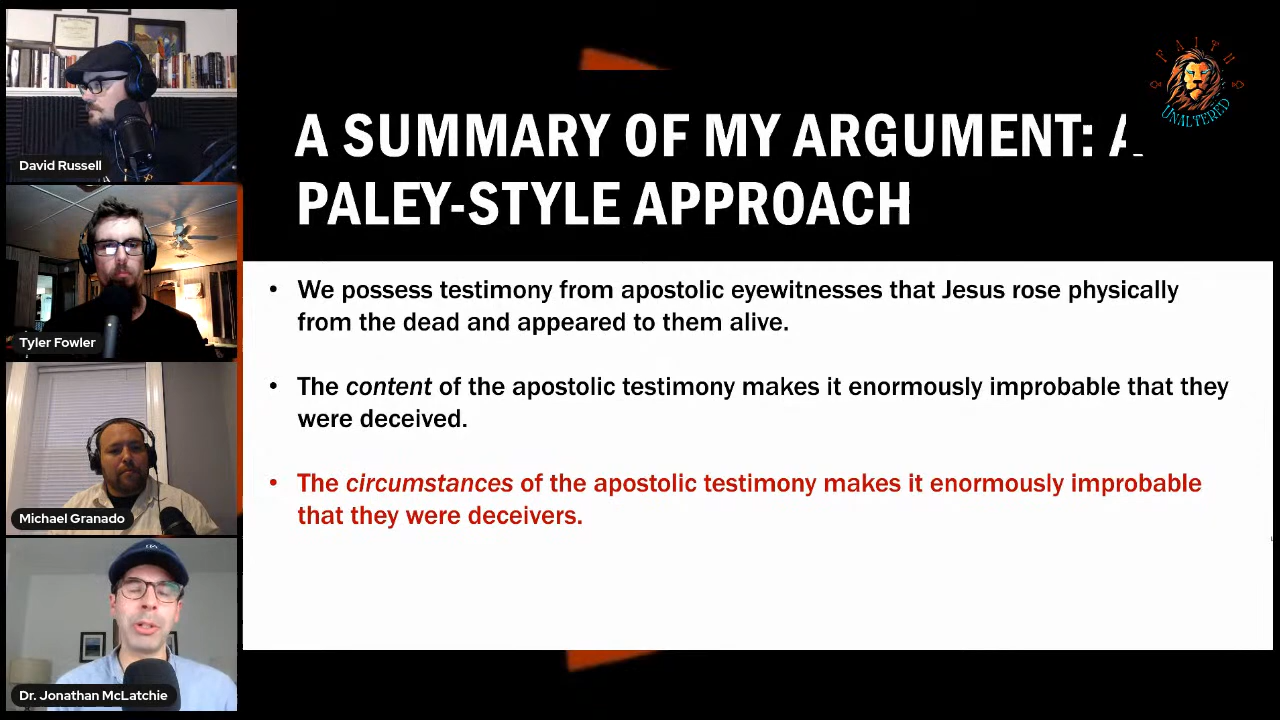 David Russell
Tyler Fowler
Michael Granado
Dr. Jonathan McLatchie
FAITH
UNALTERED
A SUMMARY OF MY ARGUMENT: A
PALEY-STYLE APPROACH
• We possess testimony from apostolic eyewitnesses that Jesus rose physically
from the dead and appeared to them alive.
• The content of the apostolic testimony makes it enormously improbable that they
were deceived.
• The circumstances of the apostolic testimony makes it enormously improbable
that they were deceivers.